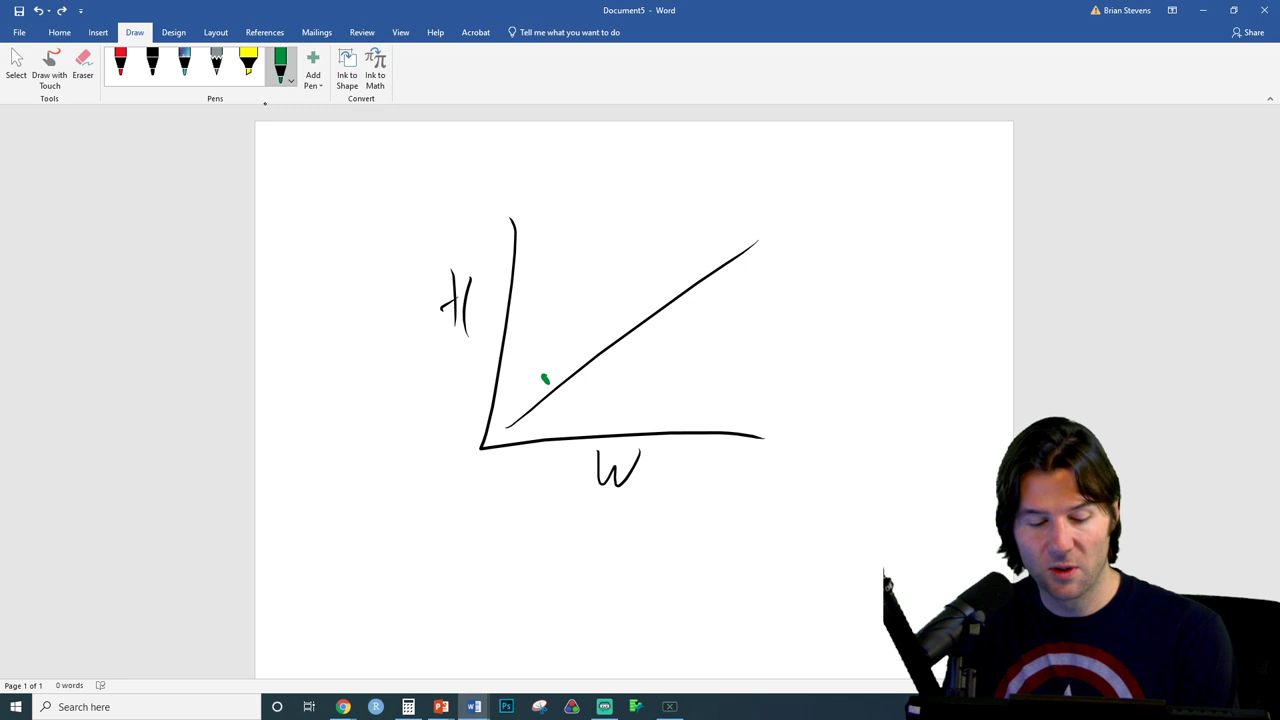 Document5 - Word
Brian Stevens
File Home Insert Draw Design Layout References Mailings Review View Help Acrobat Tell me what you want to do
Share
Select
Draw with Touch
Eraser
Add Pen
Ink to Shape
Ink to Math
Tools
Pens
Convert
H
W
Page 1 of 1 0 words
Search here